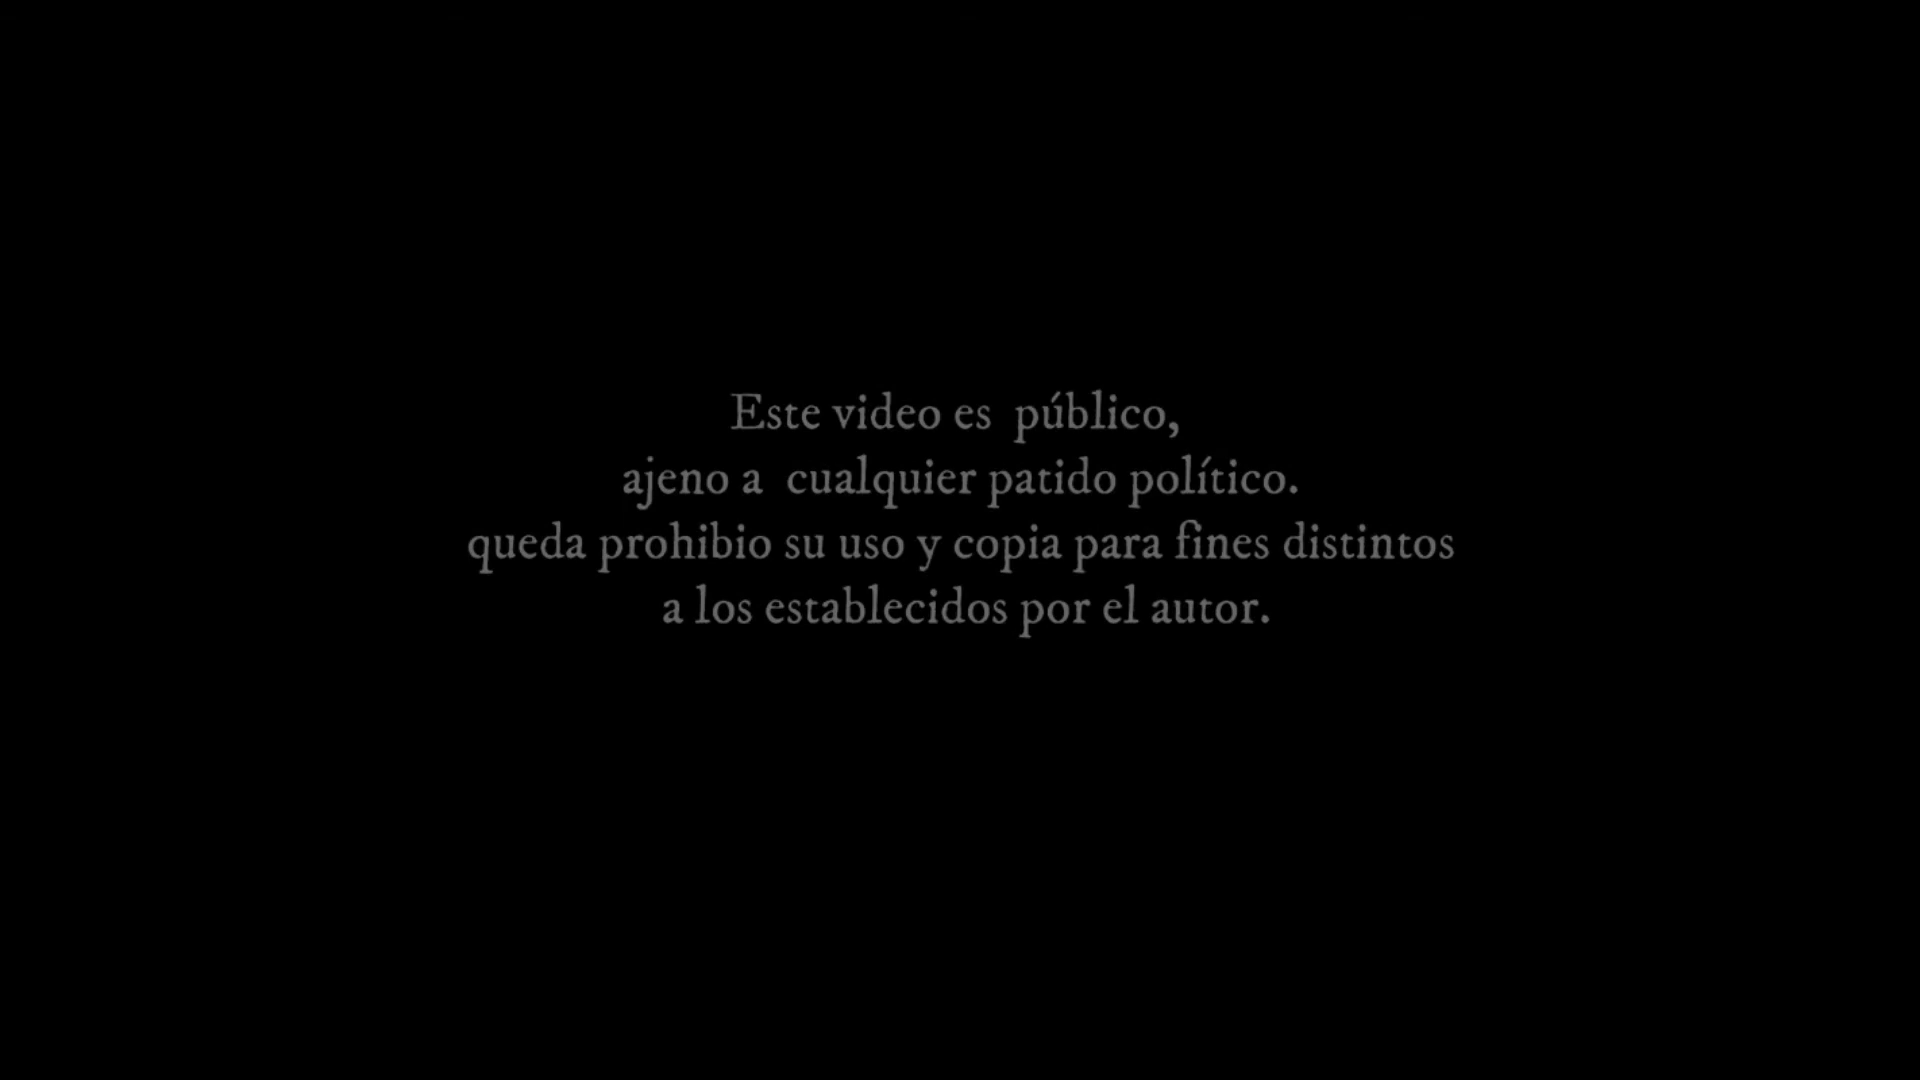 Este video es  público,
ajeno a  cualquier patido político.
queda prohibio su uso y copia para fines distintos
a los establecidos por el autor.